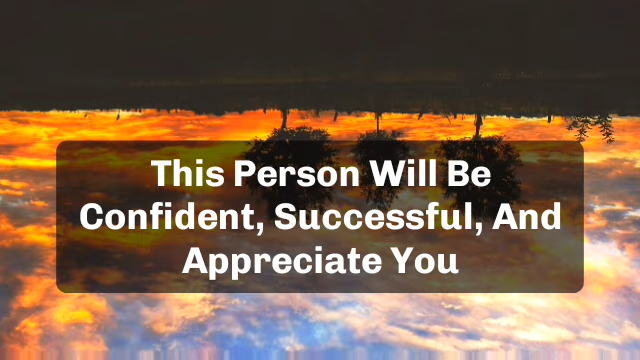 This Person Will Be
Confident, Successful, And
Appreciate You